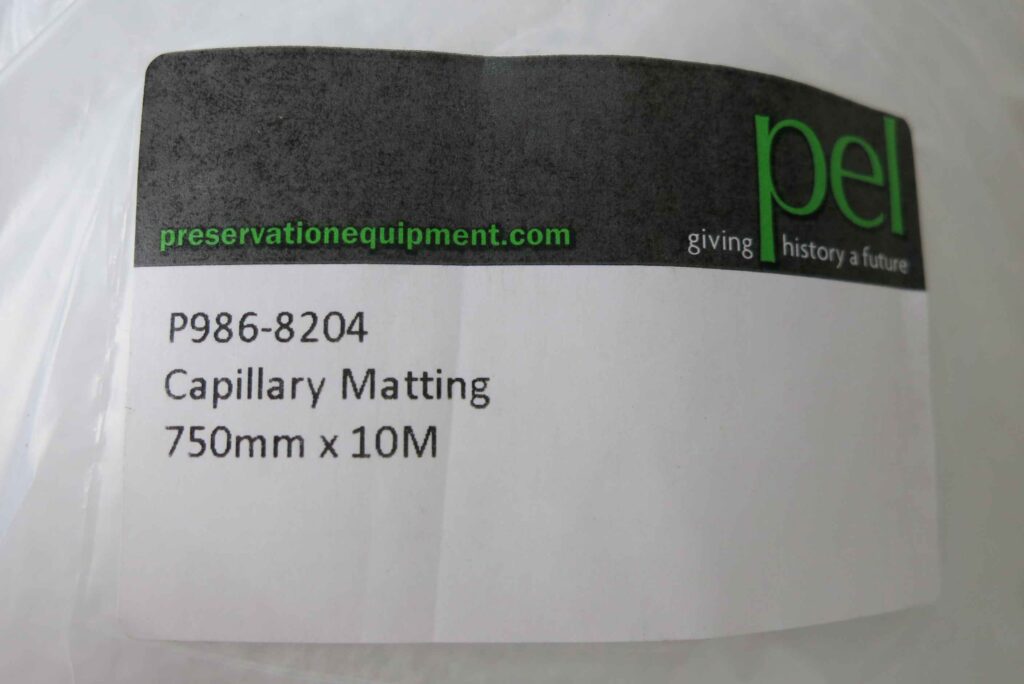 pel
preservationequipment.com
giving history a future
P986-8204
Capillary Matting
750mm x 10M